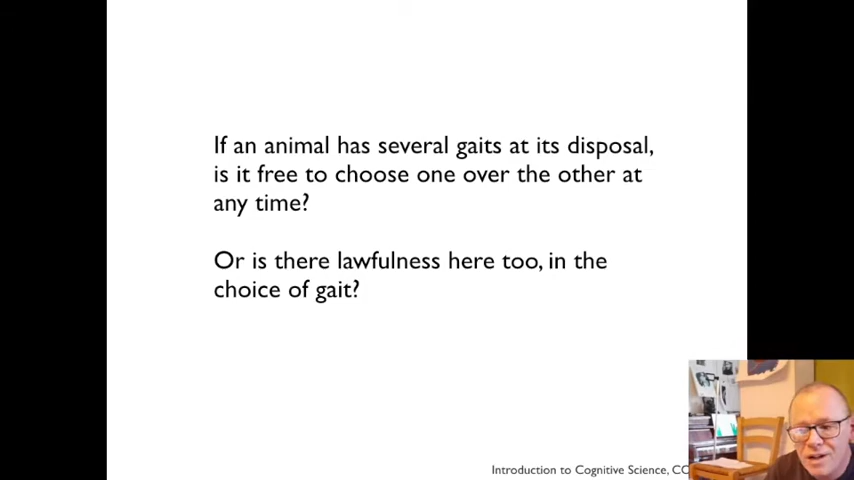 If an animal has several gaits at its disposal,
is it free to choose one over the other at
any time?
Or is there lawfulness here too, in the
choice of gait?
Introduction to Cognitive Science, CO